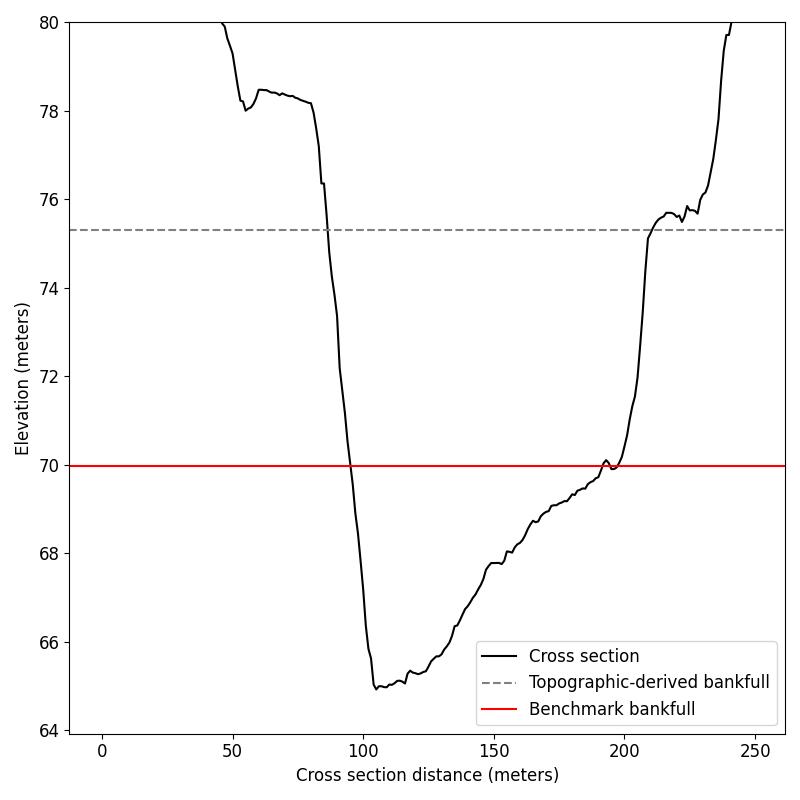 80
78
76
74
72
70
68
66
64
Elevation (meters)
Cross section
Topographic-derived bankfull
Benchmark bankfull
0 50 100 150 200 250
Cross section distance (meters)